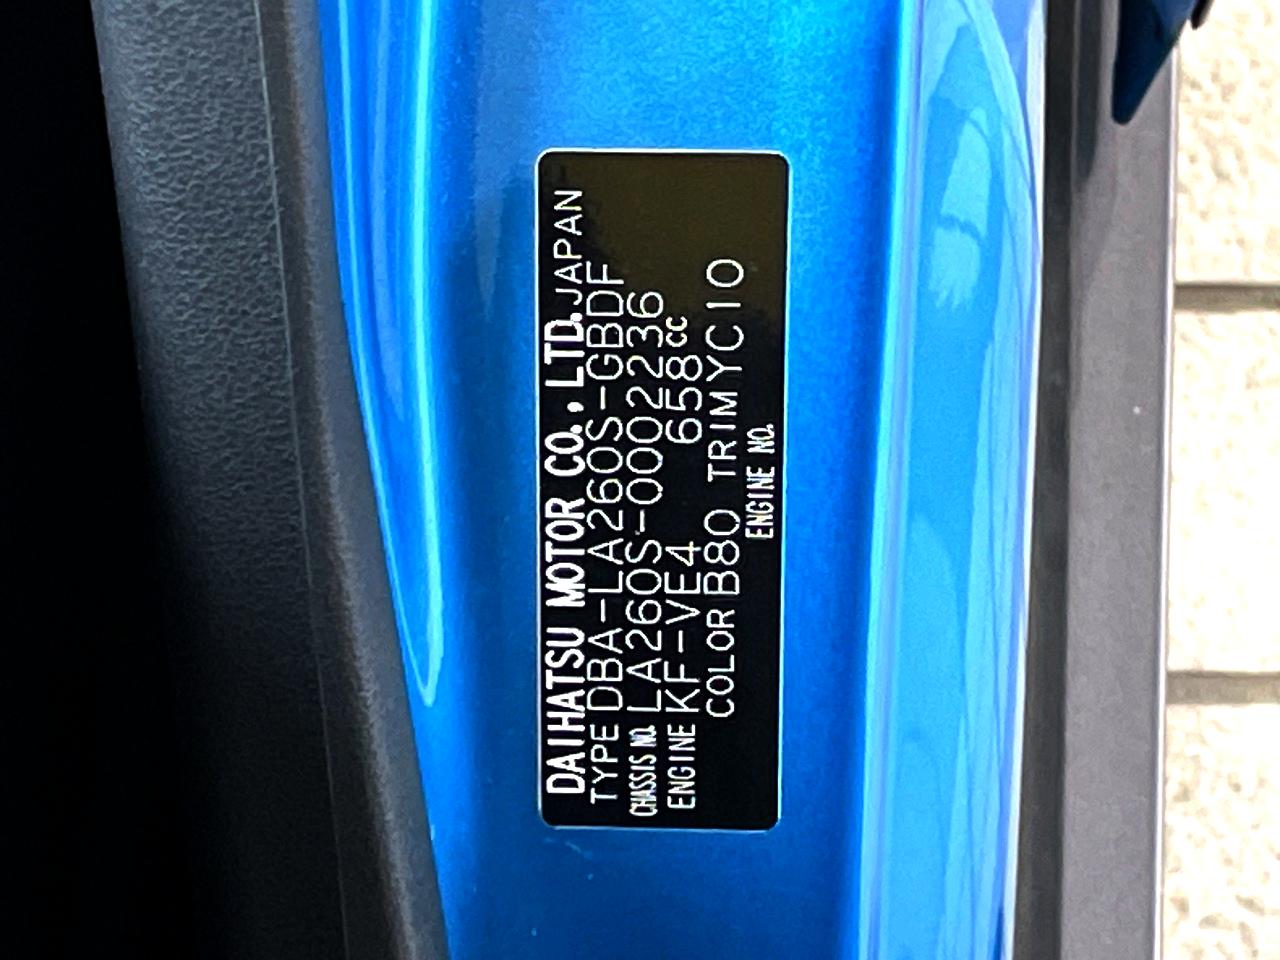 DAIHATSU MOTOR CO., LTD. JAPAN
TYPE DBA-LA260S-GBDF
CHASSIS NO. LA260S-0002236
ENGINE KF-VE4 658CC
COLOR B80 TRIM YC10
ENGINE NO.